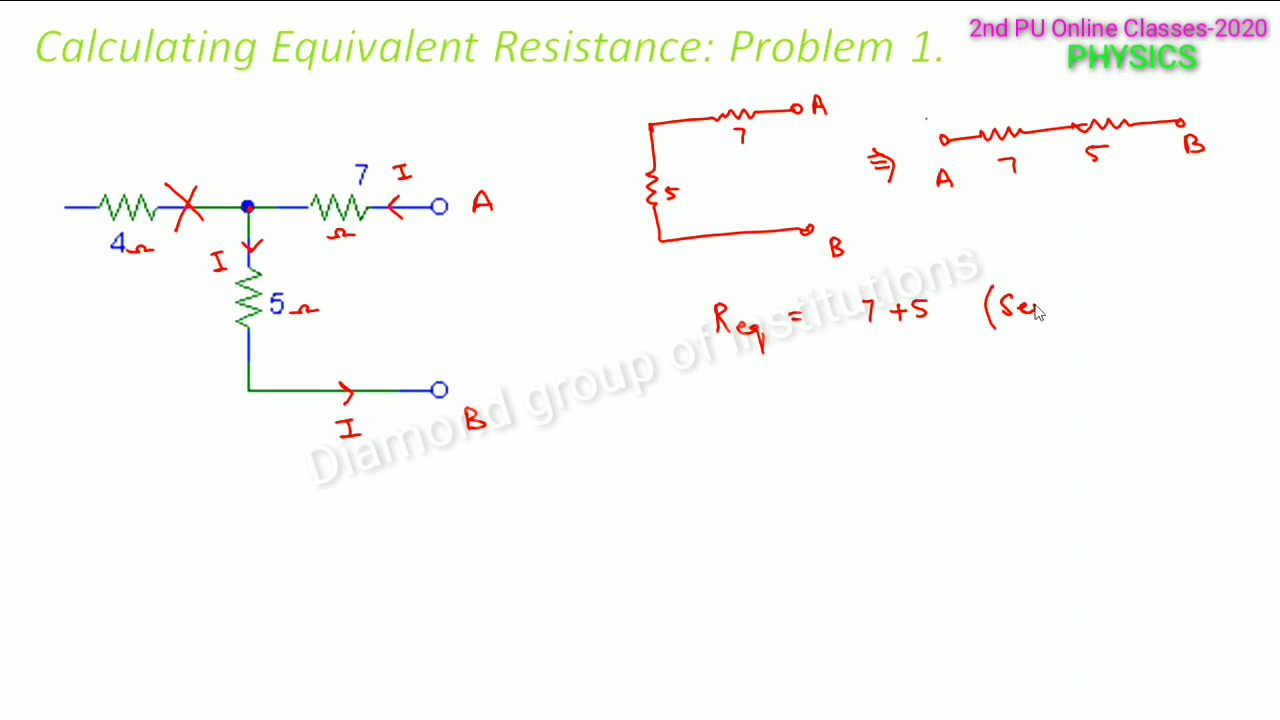 Calculating Equivalent Resistance: Problem 1.
2nd PU Online Classes-2020
PHYSICS
4Ω
7
Ω
I
A
I
5Ω
I
B
7
A
5
B
⇒
A
7
5
B
Req = 7+5 (Se
Diamond group of institutions